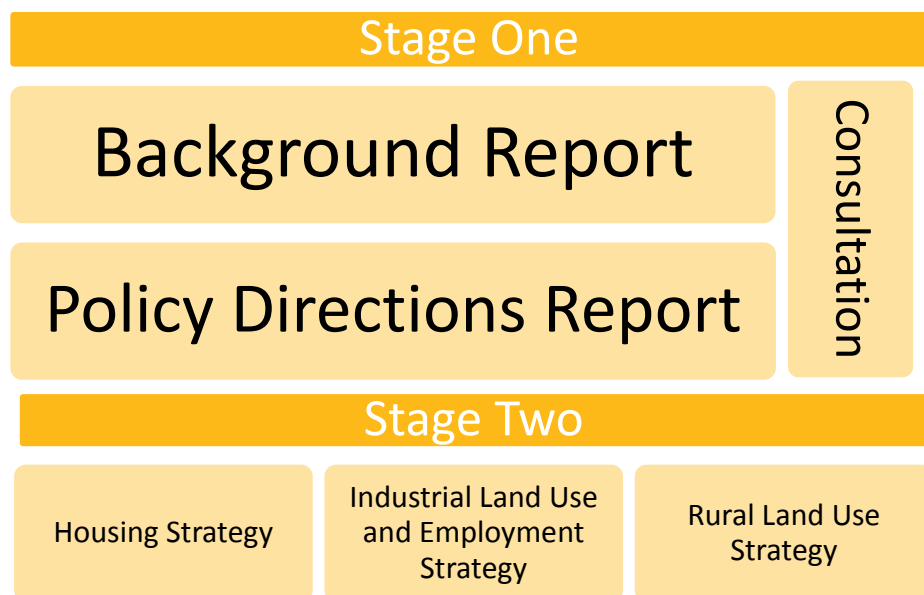 Stage One
Background Report
Consultation
Policy Directions Report
Stage Two
Housing Strategy
Industrial Land Use
and Employment
Strategy
Rural Land Use
Strategy